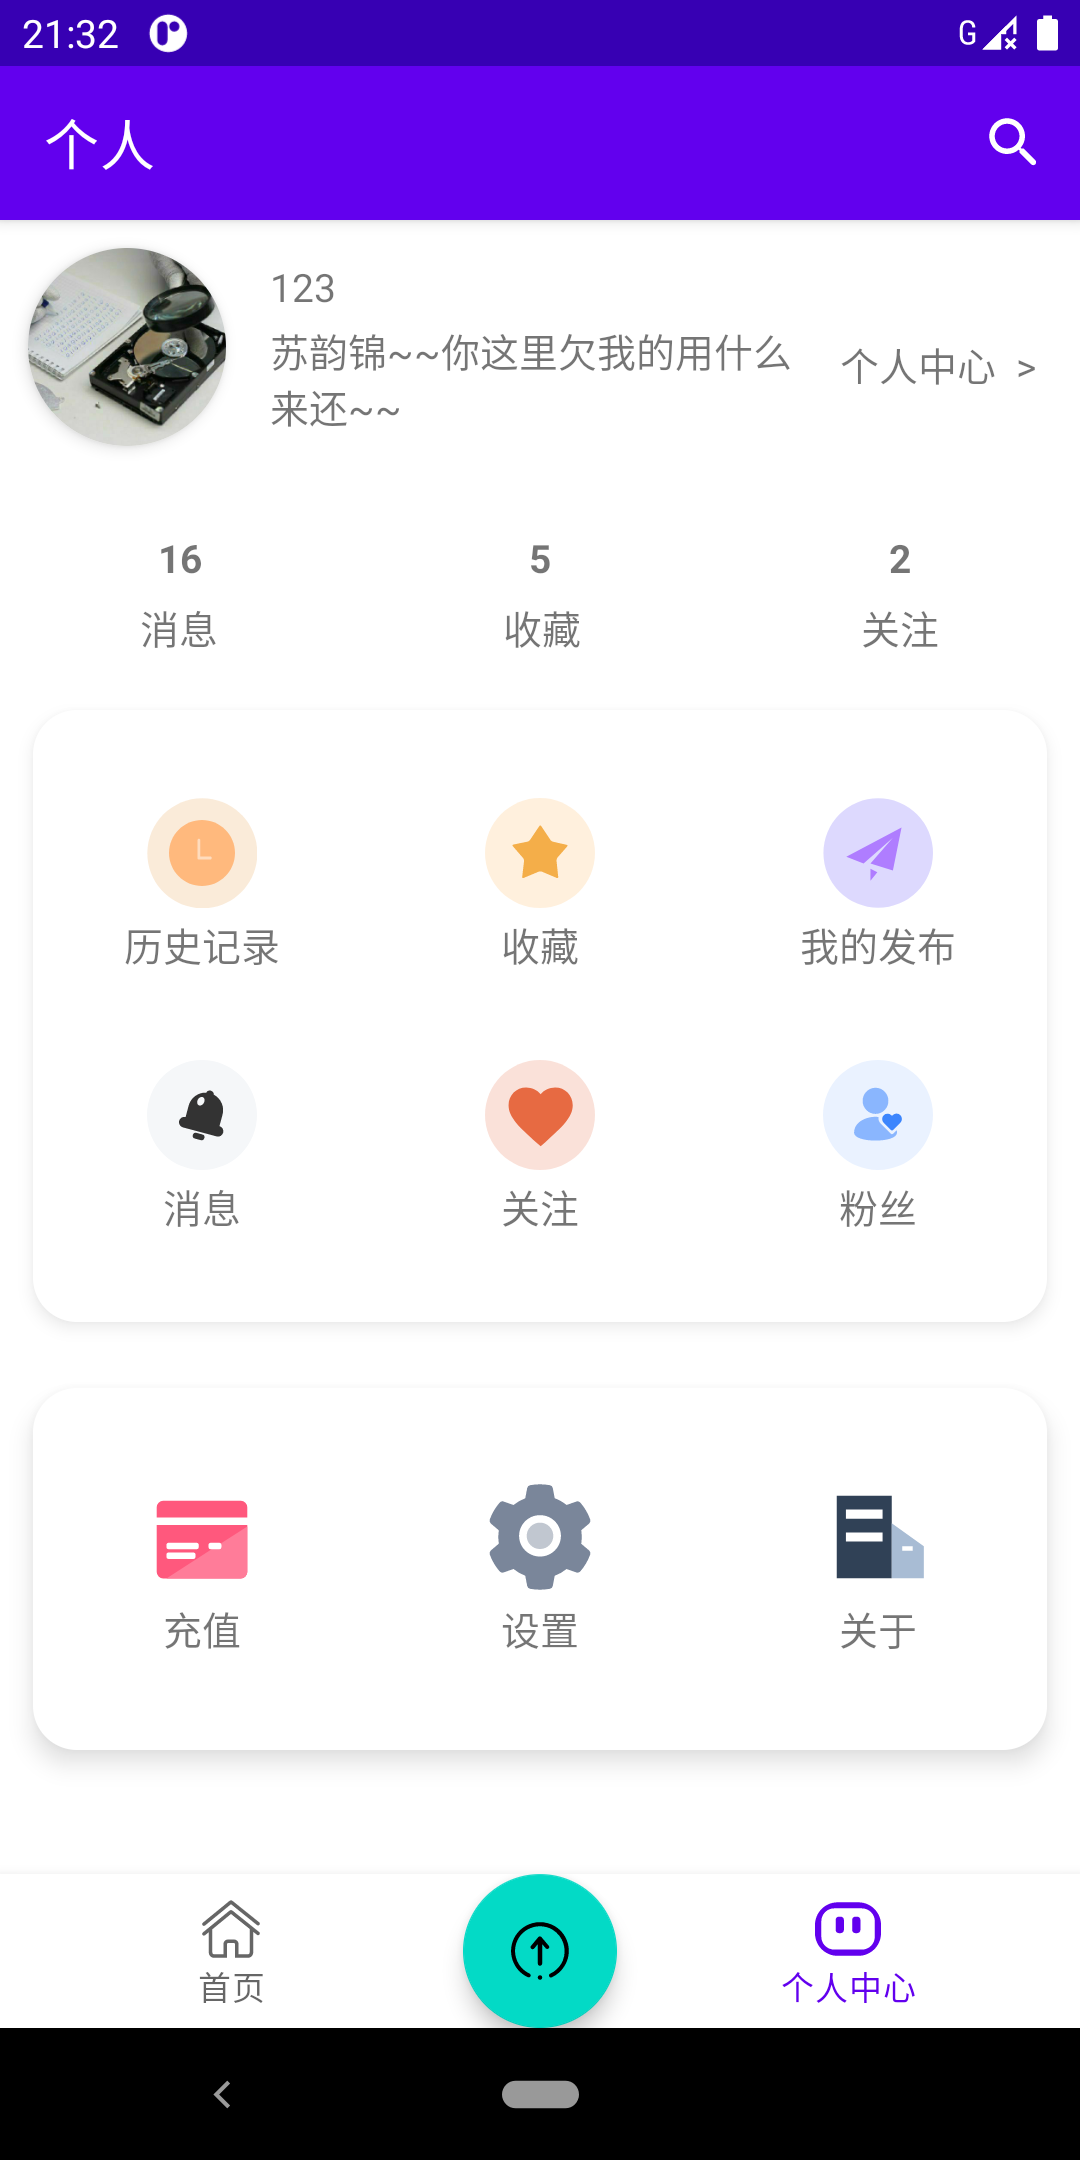 21:32
G
个人
123
苏韵锦~~你这里欠我的用什么
来还~~
个人中心 >
16
5
2
消息
收藏
关注
历史记录
收藏
我的发布
消息
关注
粉丝
充值
设置
关于
首页
个人中心